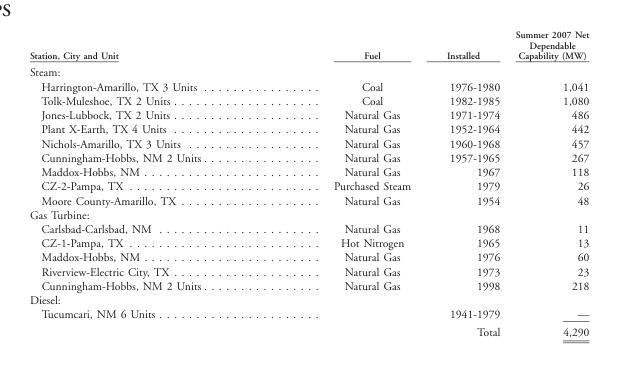 PS
Summer 2007 Net
Dependable
Station, City and Unit Fuel Installed Capability (MW)
Steam:
Harrington-Amarillo, TX 3 Units . . . . . . . . . . . . . . . . Coal 1976-1980 1,041
Tolk-Muleshoe, TX 2 Units . . . . . . . . . . . . . . . . . . . . Coal 1982-1985 1,080
Jones-Lubbock, TX 2 Units . . . . . . . . . . . . . . . . . . . Natural Gas 1971-1974 486
Plant X-Earth, TX 4 Units . . . . . . . . . . . . . . . . . . . . Natural Gas 1952-1964 442
Nichols-Amarillo, TX 3 Units . . . . . . . . . . . . . . . . . . Natural Gas 1960-1968 457
Cunningham-Hobbs, NM 2 Units . . . . . . . . . . . . . . . . Natural Gas 1957-1965 267
Maddox-Hobbs, NM . . . . . . . . . . . . . . . . . . . . . . . . Natural Gas 1967 118
CZ-2-Pampa, TX . . . . . . . . . . . . . . . . . . . . . . . . . . Purchased Steam 1979 26
Moore County-Amarillo, TX . . . . . . . . . . . . . . . . . . . Natural Gas 1954 48
Gas Turbine:
Carlsbad-Carlsbad, NM . . . . . . . . . . . . . . . . . . . . . . Natural Gas 1968 11
CZ-1-Pampa, TX . . . . . . . . . . . . . . . . . . . . . . . . . . Hot Nitrogen 1965 13
Maddox-Hobbs, NM . . . . . . . . . . . . . . . . . . . . . . . . Natural Gas 1976 60
Riverview-Electric City, TX . . . . . . . . . . . . . . . . . . . . Natural Gas 1973 23
Cunningham-Hobbs, NM 2 Units . . . . . . . . . . . . . . . . Natural Gas 1998 218
Diesel:
Tucumcari, NM 6 Units . . . . . . . . . . . . . . . . . . . . . . 1941-1979 —
Total 4,290